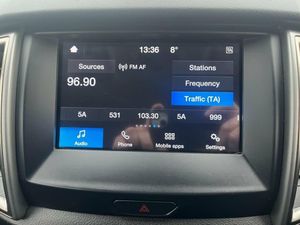 13:36 8°
Sources FM AF Stations
96.90 Frequency
Traffic (TA)
5A 531 103.30 5A 999
Audio Phone Mobile apps Settings